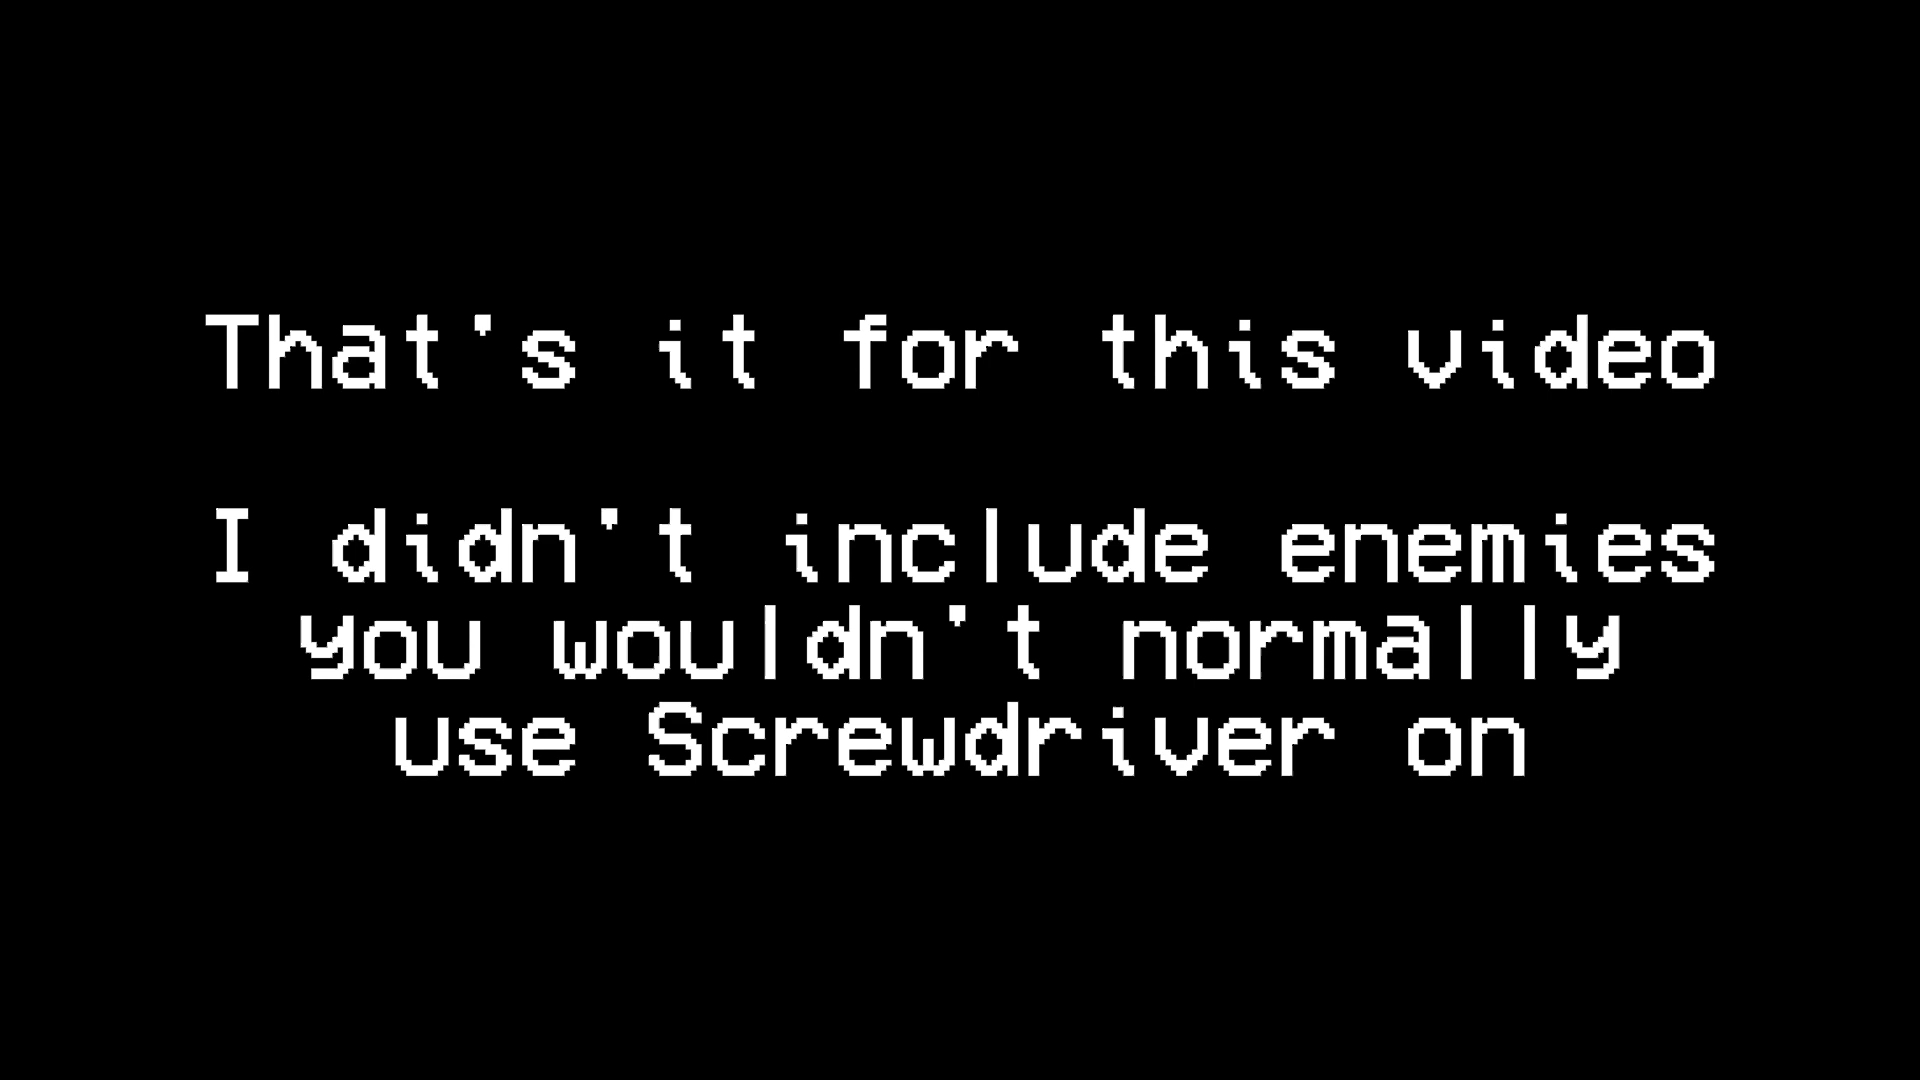 That's it for this video
I didn't include enemies
you wouldn't normally
use Screwdriver on